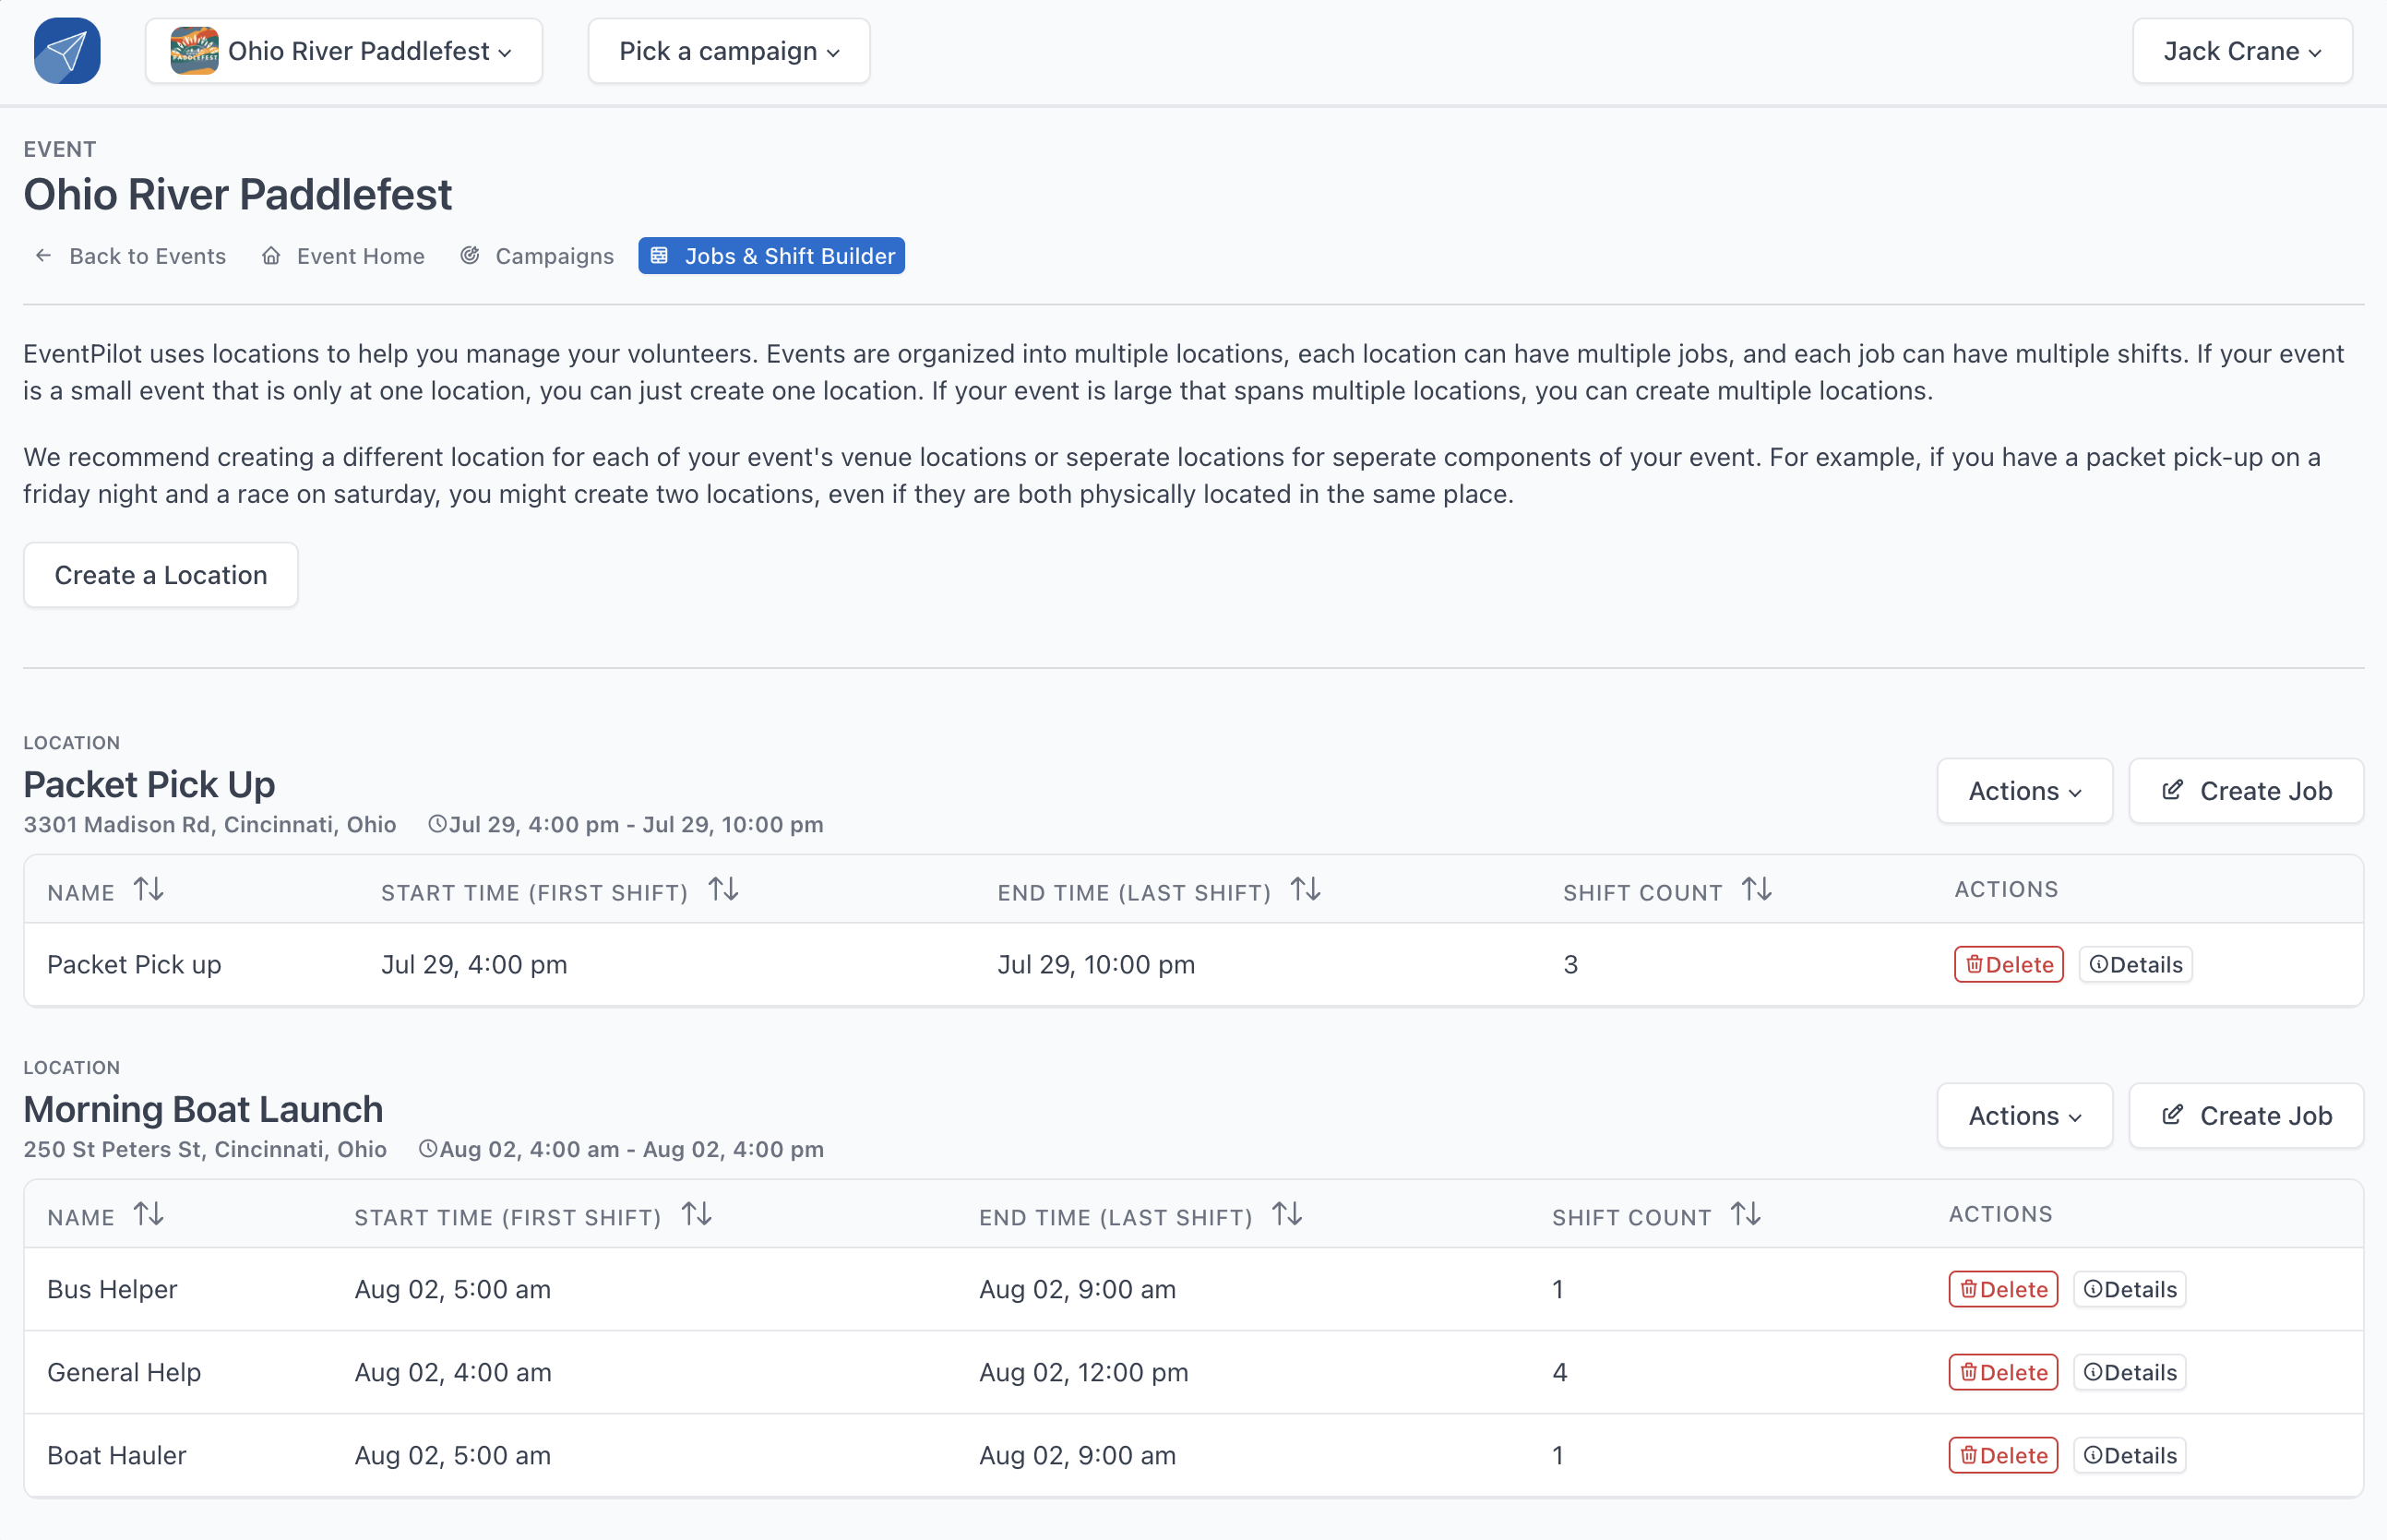 Ohio River Paddlefest
Pick a campaign
Jack Crane
EVENT
Ohio River Paddlefest
Back to Events
Event Home
Campaigns
Jobs & Shift Builder
EventPilot uses locations to help you manage your volunteers. Events are organized into multiple locations, each location can have multiple jobs, and each job can have multiple shifts. If your event
is a small event that is only at one location, you can just create one location. If your event is large that spans multiple locations, you can create multiple locations.
We recommend creating a different location for each of your event's venue locations or seperate locations for seperate components of your event. For example, if you have a packet pick-up on a
friday night and a race on saturday, you might create two locations, even if they are both physically located in the same place.
Create a Location
LOCATION
Packet Pick Up
3301 Madison Rd, Cincinnati, Ohio Jul 29, 4:00 pm - Jul 29, 10:00 pm
Actions
Create Job
NAME START TIME (FIRST SHIFT) END TIME (LAST SHIFT) SHIFT COUNT ACTIONS
Packet Pick up Jul 29, 4:00 pm Jul 29, 10:00 pm 3 Delete Details
LOCATION
Morning Boat Launch
250 St Peters St, Cincinnati, Ohio Aug 02, 4:00 am - Aug 02, 4:00 pm
Actions
Create Job
NAME START TIME (FIRST SHIFT) END TIME (LAST SHIFT) SHIFT COUNT ACTIONS
Bus Helper Aug 02, 5:00 am Aug 02, 9:00 am 1 Delete Details
General Help Aug 02, 4:00 am Aug 02, 12:00 pm 4 Delete Details
Boat Hauler Aug 02, 5:00 am Aug 02, 9:00 am 1 Delete Details